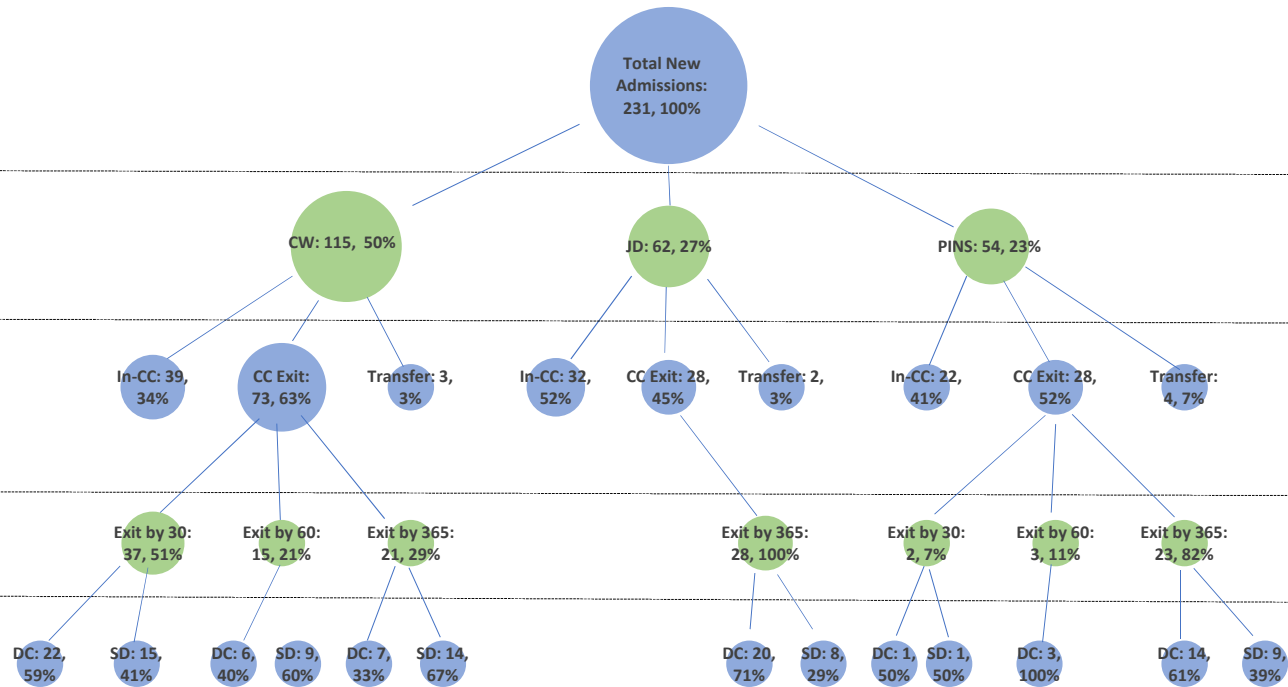 Total New
Admissions:
231, 100%
CW: 115, 50%
JD: 62, 27%
PINS: 54, 23%
In-CC: 39,
34%
CC Exit:
73, 63%
Transfer: 3,
3%
In-CC: 32,
52%
CC Exit: 28,
45%
Transfer: 2,
3%
In-CC: 22,
41%
CC Exit: 28,
52%
Transfer:
4, 7%
Exit by 30:
37, 51%
Exit by 60:
15, 21%
Exit by 365:
21, 29%
Exit by 365:
28, 100%
Exit by 30:
2, 7%
Exit by 60:
3, 11%
Exit by 365:
23, 82%
DC: 22,
59%
SD: 15,
41%
DC: 6,
40%
SD: 9,
60%
DC: 7,
33%
SD: 14,
67%
DC: 20,
71%
SD: 8,
29%
DC: 1,
50%
SD: 1,
50%
DC: 3,
100%
DC: 14,
61%
SD: 9,
39%